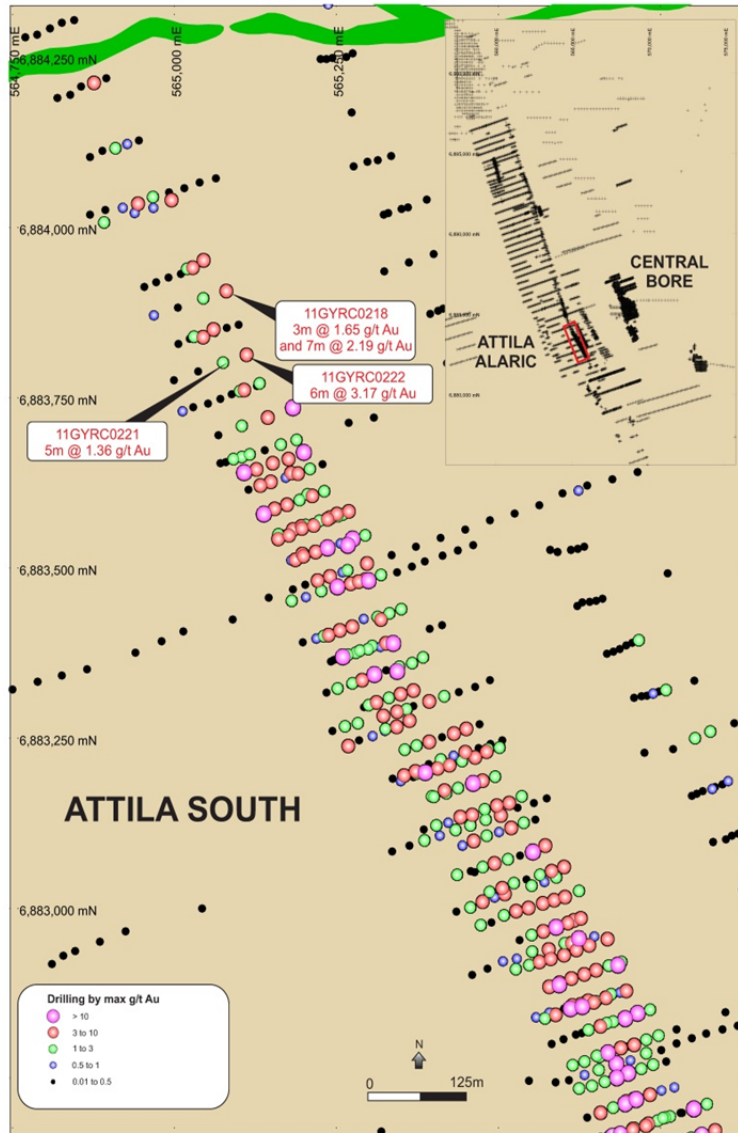 564,750 mE
565,000 mE
565,250 mE
6,884,250 mN
6,884,000 mN
11GYRC0218
3m @ 1.65 g/t Au
and 7m @ 2.19 g/t Au
11GYRC0222
6m @ 3.17 g/t Au
6,883,750 mN
11GYRC0221
5m @ 1.36 g/t Au
CENTRAL
BORE
ATTILA
ALARIC
6,883,500 mN
6,883,250 mN
ATTILA SOUTH
6,883,000 mN
Drilling by max g/t Au
> 10
3 to 10
1 to 3
0.5 to 1
0.01 to 0.5
N
0
125m